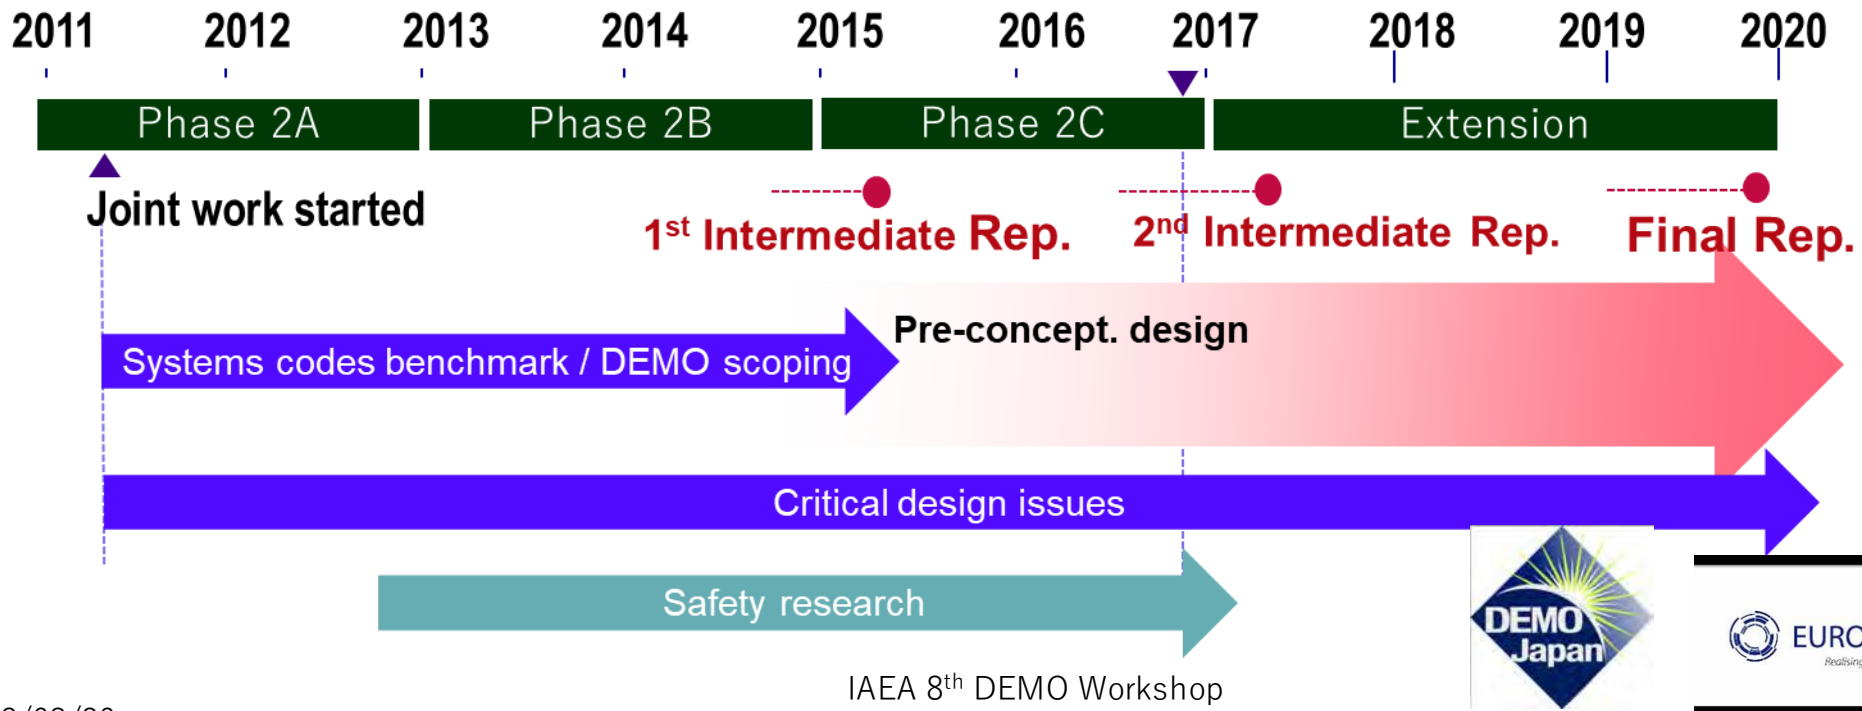 2011 2012 2013 2014 2015 2016 2017 2018 2019 2020
Phase 2A Phase 2B Phase 2C Extension
Joint work started
1st Intermediate Rep. 2nd Intermediate Rep. Final Rep.
Pre-concept. design
Systems codes benchmark / DEMO scoping
Critical design issues
Safety research
DEMO
Japan
EURO
Realising
IAEA 8th DEMO Workshop